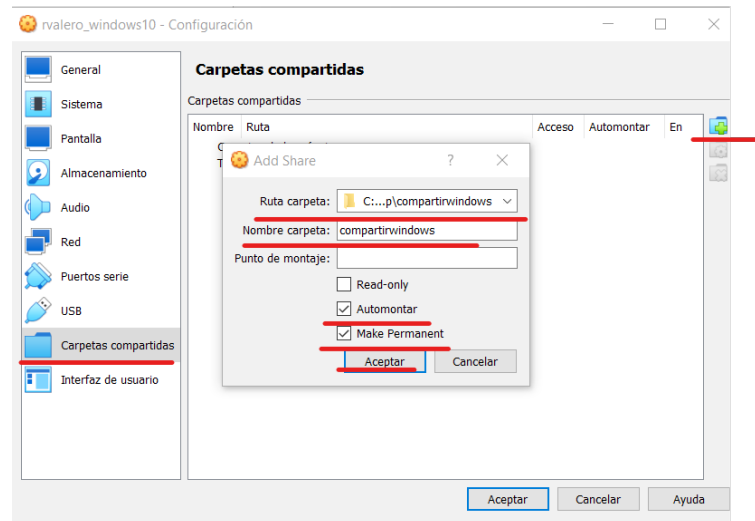 rvalero_windows10 - Configuración
General
Sistema
Pantalla
Almacenamiento
Audio
Red
Puertos serie
USB
Carpetas compartidas
Interfaz de usuario
Carpetas compartidas
Carpetas compartidas
Nombre Ruta Acceso Automontar En
Add Share
Ruta carpeta: C:...p\compartirwindows
Nombre carpeta: compartirwindows
Punto de montaje:
Read-only
Automontar
Make Permanent
Aceptar Cancelar
Aceptar Cancelar Ayuda